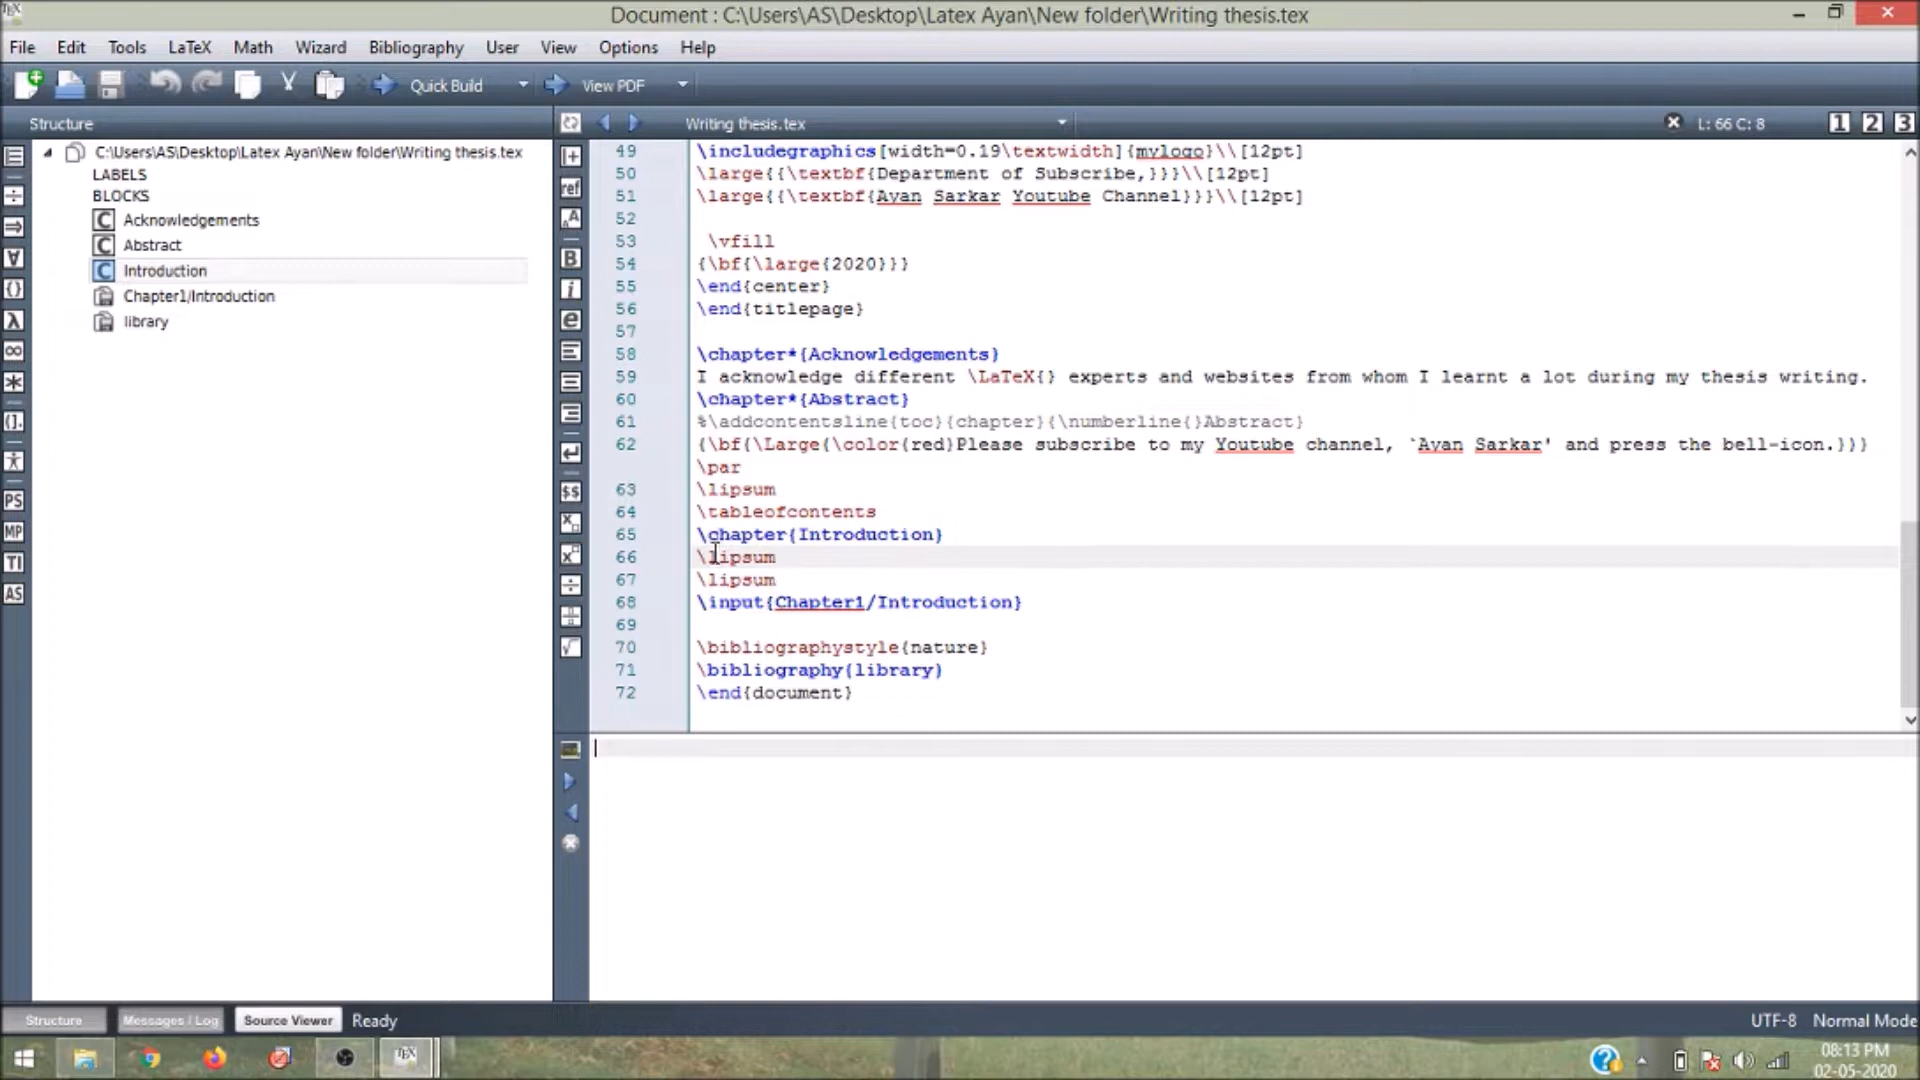 Document : C:\Users\AS\Desktop\Latex Ayan\New folder\Writing thesis.tex
File Edit Tools LaTeX Math Wizard Bibliography User View Options Help
Quick Build View PDF
Structure Writing thesis.tex L: 66 C: 8 1 2 3
C:\Users\AS\Desktop\Latex Ayan\New folder\Writing thesis.tex
LABELS
BLOCKS
Acknowledgements
Abstract
Introduction
Chapter1/Introduction
library
49 \includegraphics[width=0.19\textwidth]{mylogo}\\[12pt]
50 \large{{\textbf{Department of Subscribe,}}}\\[12pt]
51 \large{{\textbf{Ayan Sarkar Youtube Channel}}}\\[12pt]
52
53 \vfill
54 {\bf{\large{2020}}}
55 \end{center}
56 \end{titlepage}
57
58 \chapter*{Acknowledgements}
59 I acknowledge different \LaTeX{} experts and websites from whom I learnt a lot during my thesis writing.
60 \chapter*{Abstract}
61 %\addcontentsline{toc}{chapter}{\numberline{}Abstract}
62 {\bf{\Large{\color{red}Please subscribe to my Youtube channel, `Ayan Sarkar' and press the bell-icon.}}}
\par
63 \lipsum
64 \tableofcontents
65 \chapter{Introduction}
66 \lipsum
67 \lipsum
68 \input{Chapter1/Introduction}
69
70 \bibliographystyle{nature}
71 \bibliography{library}
72 \end{document}
Structure Messages / Log Source Viewer Ready UTF-8 Normal Mode
08:13 PM
02-05-2020